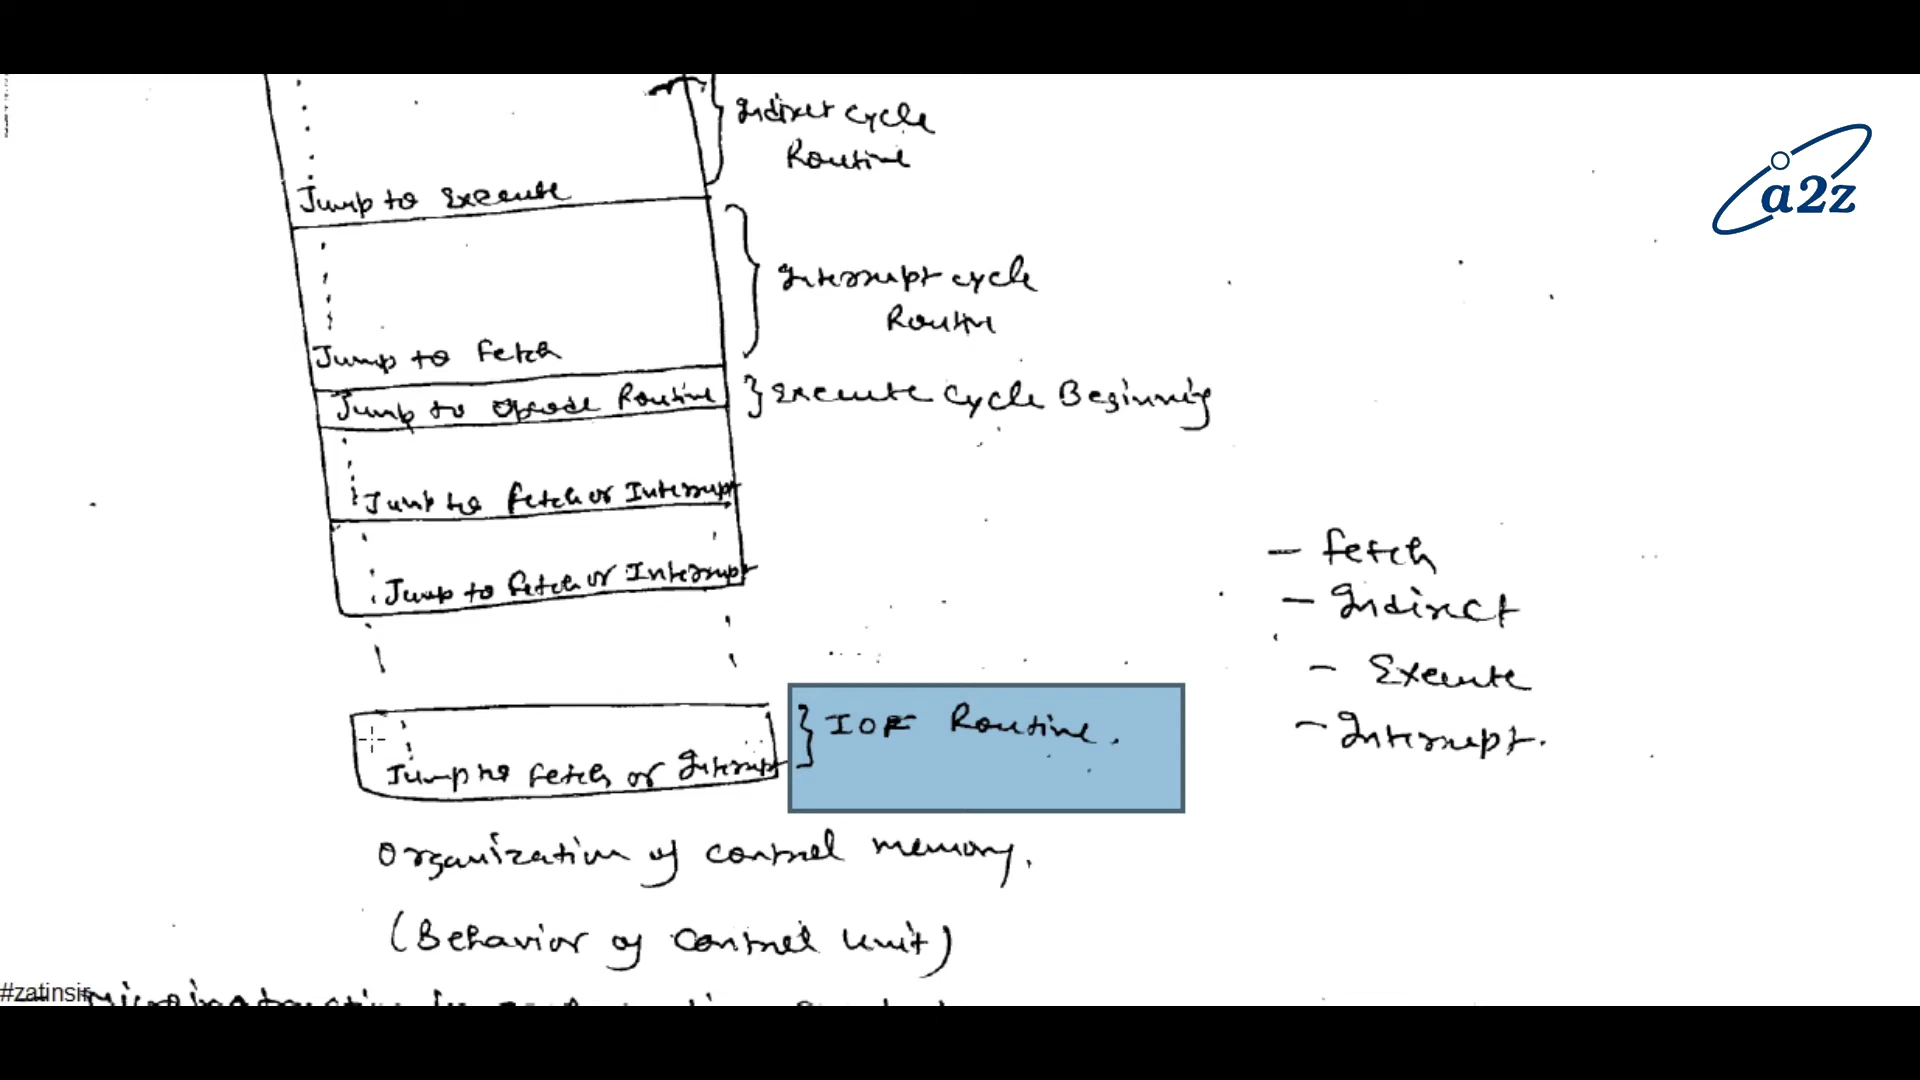 Indirect cycle
Routine
a2z
Jump to Execute
Interrupt cycle
Routine
Jump to Fetch
Jump to Opcode Routine } Execute cycle Beginning
Jump to Fetch or Interrupt
- Fetch
Jump to Fetch or Interrupt
- Indirect
- Execute
IOF Routine.
- Interrupt.
Jump to Fetch or Interrupt
Organization of control memory.
(Behavior of control unit)
#zatinsir